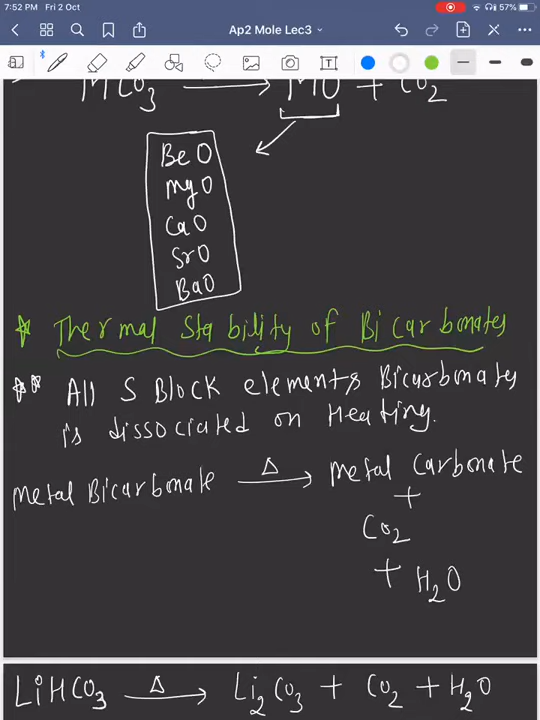 7:52 PM Fri 2 Oct 57%
Ap2 Mole Lec3
T
MCO3 → MO + CO2
BeO
MgO
CaO
SrO
BaO
Thermal Stability of Bicarbonates
All S Block elements Bicarbonates
is dissociated on Heating.
Metal Bicarbonate Δ→ Metal Carbonate
+
CO2
+ H2O
LiHCO3 Δ→ Li2CO3 + CO2 + H2O